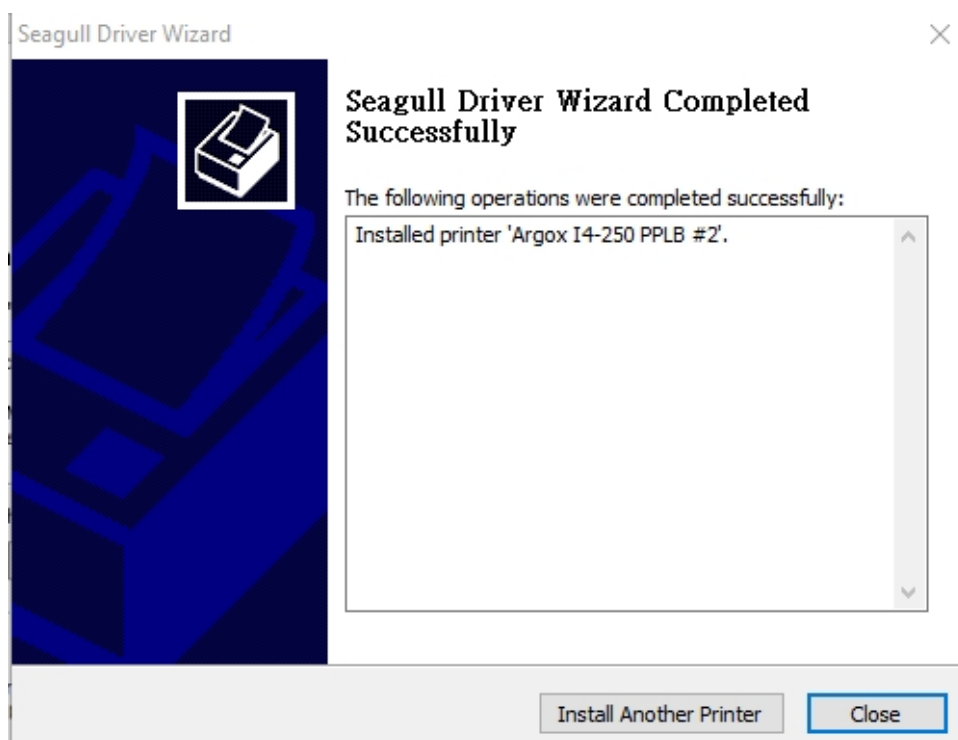 Seagull Driver Wizard
Seagull Driver Wizard Completed
Successfully
The following operations were completed successfully:
Installed printer 'Argox I4-250 PPLB #2'.
Install Another Printer
Close